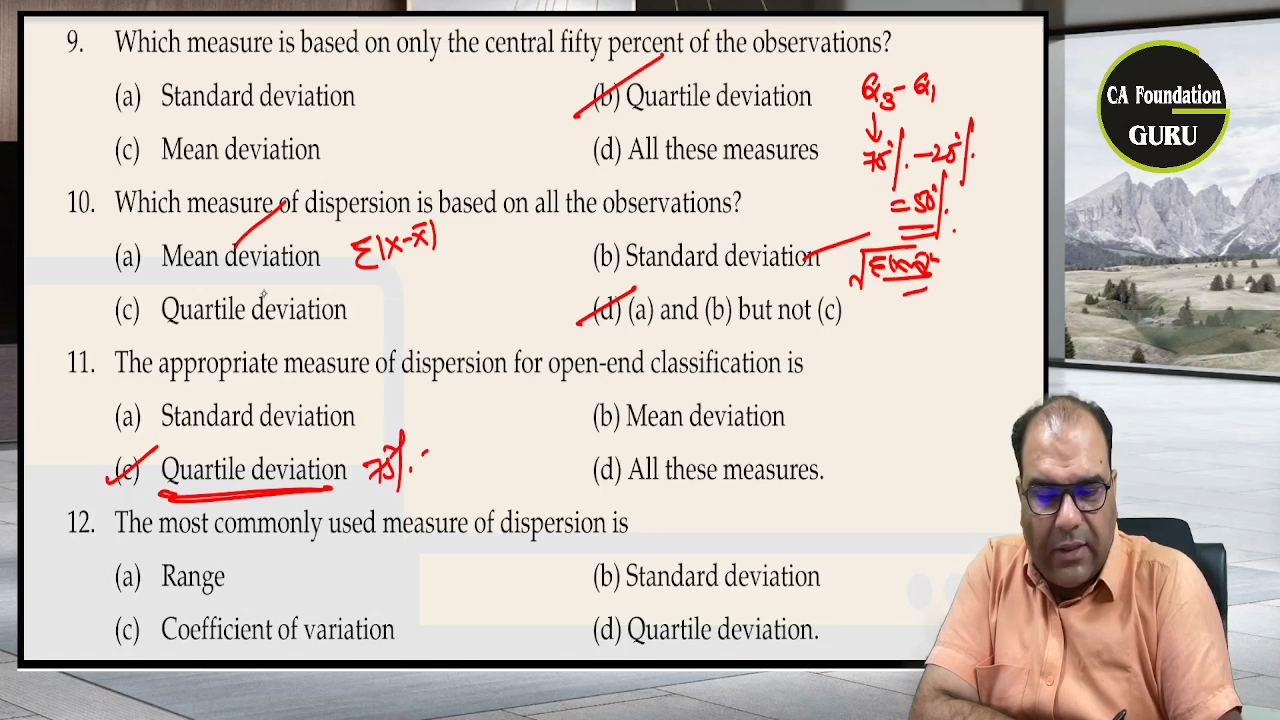 9. Which measure is based on only the central fifty percent of the observations?
(a) Standard deviation (b) Quartile deviation
(c) Mean deviation (d) All these measures
Q3 - Q1
75% - 25%
= 50%
10. Which measure of dispersion is based on all the observations?
(a) Mean deviation Σ|x-x̄| (b) Standard deviation
(c) Quartile deviation (d) (a) and (b) but not (c)
11. The appropriate measure of dispersion for open-end classification is
(a) Standard deviation (b) Mean deviation
(c) Quartile deviation 75% (d) All these measures.
12. The most commonly used measure of dispersion is
(a) Range (b) Standard deviation
(c) Coefficient of variation (d) Quartile deviation.
CA Foundation
GURU